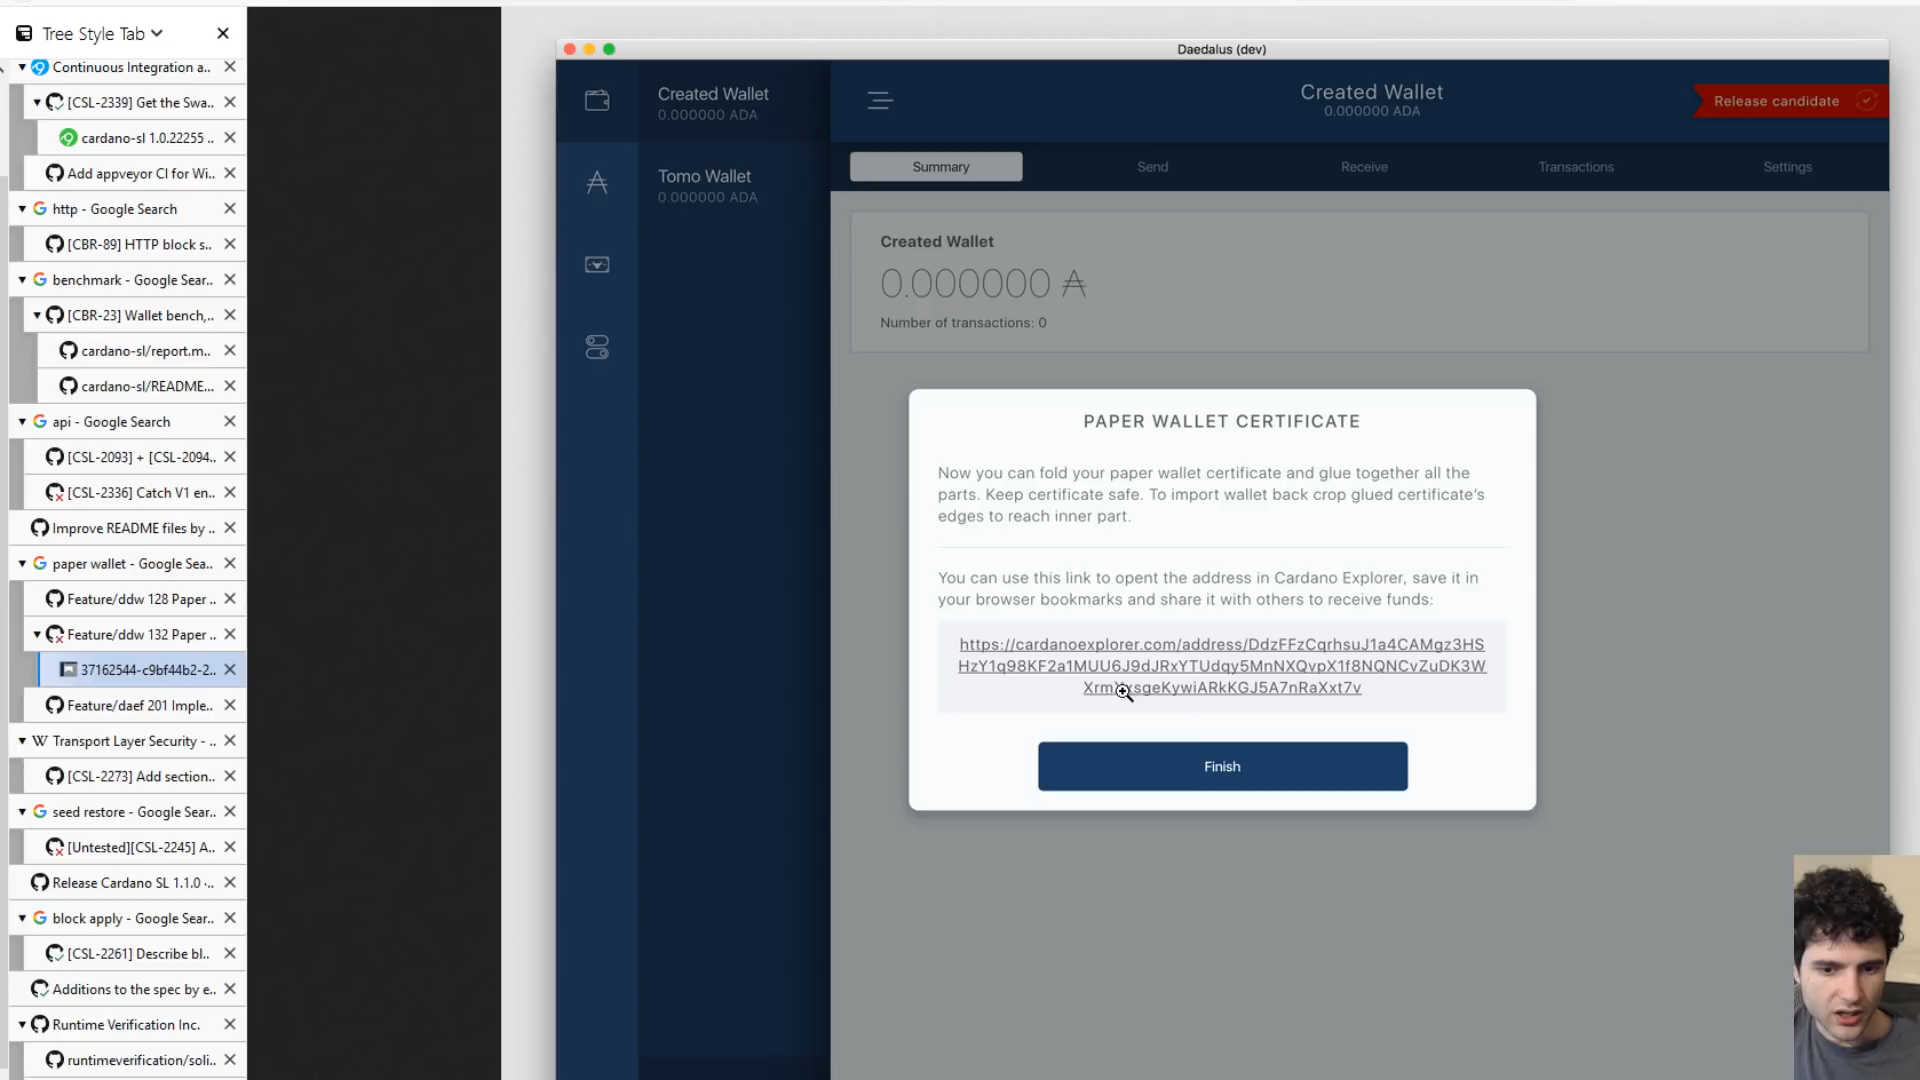 Tree Style Tab
Continuous Integration a..
[CSL-2339] Get the Swa..
cardano-sl 1.0.22255 ..
Add appveyor CI for Wi..
http - Google Search
[CBR-89] HTTP block s..
benchmark - Google Sear..
[CBR-23] Wallet bench,..
cardano-sl/report.m..
cardano-sl/README...
api - Google Search
[CSL-2093] + [CSL-2094..
[CSL-2336] Catch V1 en..
Improve README files by ..
paper wallet - Google Sea..
Feature/ddw 128 Paper ..
Feature/ddw 132 Paper ..
37162544-c9bf44b2-2..
Feature/daef 201 Imple..
W Transport Layer Security - ..
[CSL-2273] Add section..
seed restore - Google Sear..
[Untested][CSL-2245] A..
Release Cardano SL 1.1.0 ·..
block apply - Google Sear..
[CSL-2261] Describe bl..
Additions to the spec by e..
Runtime Verification Inc.
runtimeverification/soli..
Daedalus (dev)
Created Wallet
0.000000 ADA
Tomo Wallet
0.000000 ADA
Created Wallet
0.000000 ADA
Release candidate
Summary
Send
Receive
Transactions
Settings
Created Wallet
0.000000
Number of transactions: 0
PAPER WALLET CERTIFICATE
Now you can fold your paper wallet certificate and glue together all the
parts. Keep certificate safe. To import wallet back crop glued certificate's
edges to reach inner part.
You can use this link to opent the address in Cardano Explorer, save it in
your browser bookmarks and share it with others to receive funds:
https://cardanoexplorer.com/address/DdzFFzCqrhsuJ1a4CAMgz3HS
HzY1q98KF2a1MUU6J9dJRxYTUdqy5MnNXQvpX1f8NQNCvZuDK3W
Finish